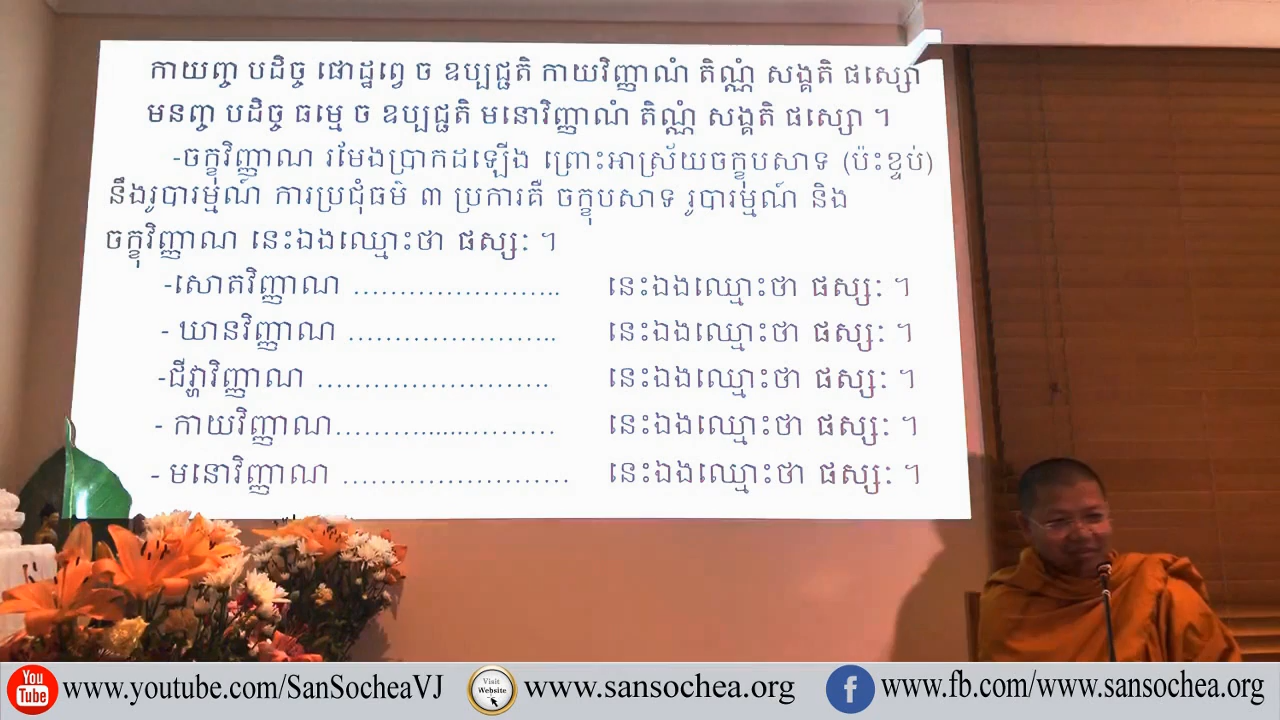 កាយញ្ច បដិច្ច ផោដ្ឋព្វេ ច ឧប្បជ្ជតិ កាយវិញ្ញាណំ តិណ្ណំ សង្គតិ ផស្សោ
មនញ្ច បដិច្ច ធម្មេ ច ឧប្បជ្ជតិ មនោវិញ្ញាណំ តិណ្ណំ សង្គតិ ផស្សោ ។
-ចក្ខុវិញ្ញាណ រមែងប្រាកដឡើង ព្រោះអាស្រ័យចក្ខុបសាទ (ប៉ះខ្ទប់)
នឹងរូបារម្មណ៍ ការប្រជុំធម៌ ៣ ប្រការគឺ ចក្ខុបសាទ រូបារម្មណ៍ និង
ចក្ខុវិញ្ញាណ នេះឯងឈ្មោះថា ផស្សៈ ។
-សោតវិញ្ញាណ ........................ នេះឯងឈ្មោះថា ផស្សៈ ។
- ឃានវិញ្ញាណ ........................ នេះឯងឈ្មោះថា ផស្សៈ ។
-ជីវ្ហាវិញ្ញាណ ........................... នេះឯងឈ្មោះថា ផស្សៈ ។
- កាយវិញ្ញាណ......................... នេះឯងឈ្មោះថា ផស្សៈ ។
- មនោវិញ្ញាណ .......................... នេះឯងឈ្មោះថា ផស្សៈ ។
You Tube www.youtube.com/SanSocheaVJ Visit Website www.sansochea.org f www.fb.com/www.sansochea.org